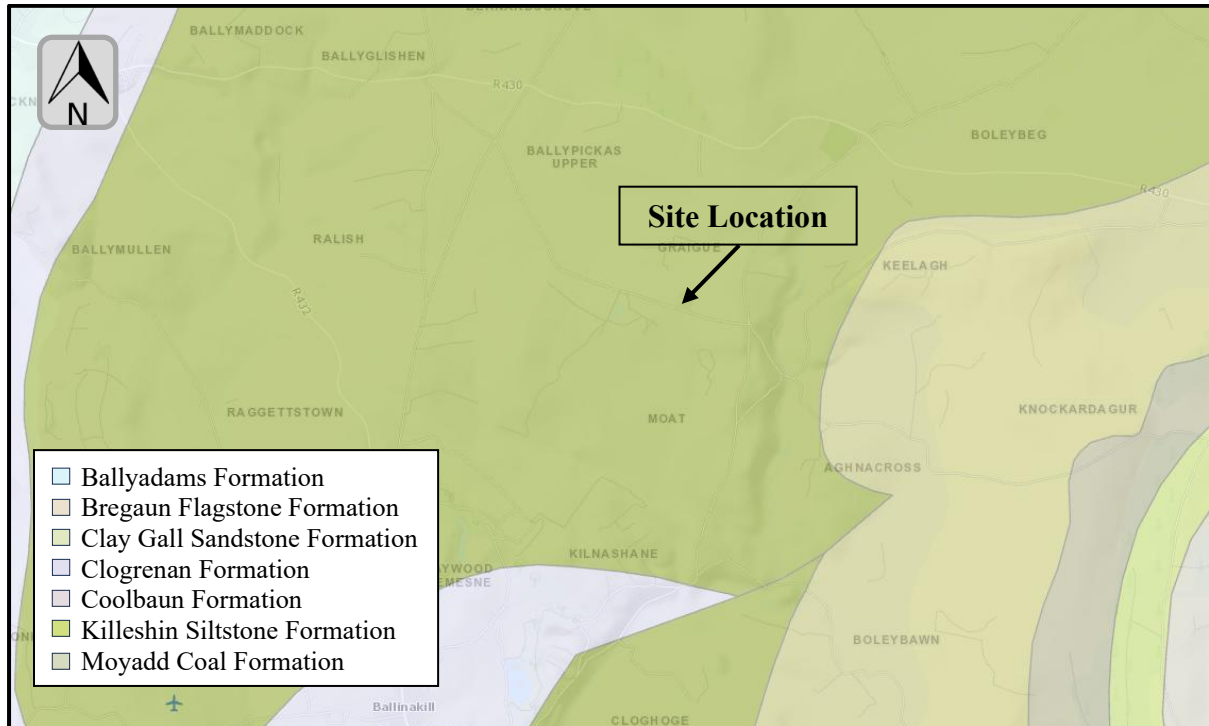 BALLYMADDOCK
BALLYGLISHEN
R430
N
BALLYPICKAS
UPPER
BOLEYBEG
R430
Site Location
GRAIGUE
BALLYMULLEN
RALISH
KEELAGH
R432
RAGGETTSTOWN
MOAT
KNOCKARDAGUR
AGHNACROSS
Ballyadams Formation
Bregaun Flagstone Formation
Clay Gall Sandstone Formation
Clogrenan Formation
Coolbaun Formation
Killeshin Siltstone Formation
Moyadd Coal Formation
KILNASHANE
BOLEYBAWN
Ballinakill
CLOGHOGE